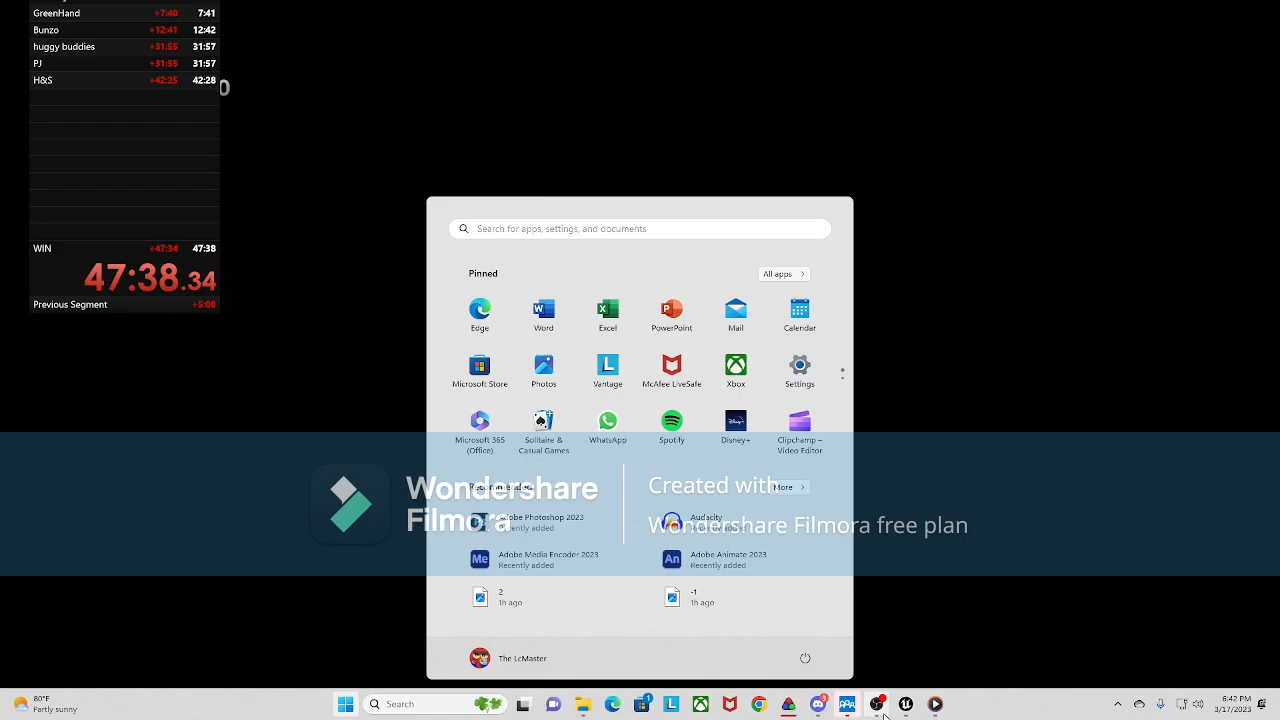 GreenHand +7:40 7:41
Bunzo +12:41 12:42
huggy buddies +31:55 31:57
PJ +31:55 31:57
H&S +42:25 42:28
WIN +47:34 47:38
47:38.34
Previous Segment +5:08
Search for apps, settings, and documents
Pinned
All apps
Edge
Word
Excel
PowerPoint
Mail
Calendar
Microsoft Store
Photos
Vantage
McAfee LiveSafe
Xbox
Settings
Microsoft 365
(Office)
Solitaire &
Casual Games
WhatsApp
Spotify
Disney+
Clipchamp –
Video Editor
Recommended
More
Wondershare
Filmora
Created with
Wondershare Filmora free plan
Adobe Photoshop 2023
Recently added
Audacity
Recently added
Adobe Media Encoder 2023
Recently added
Adobe Animate 2023
Recently added
2
1h ago
-1
1h ago
The LcMaster
80°F
Partly sunny
Search
6:42 PM
3/17/2023